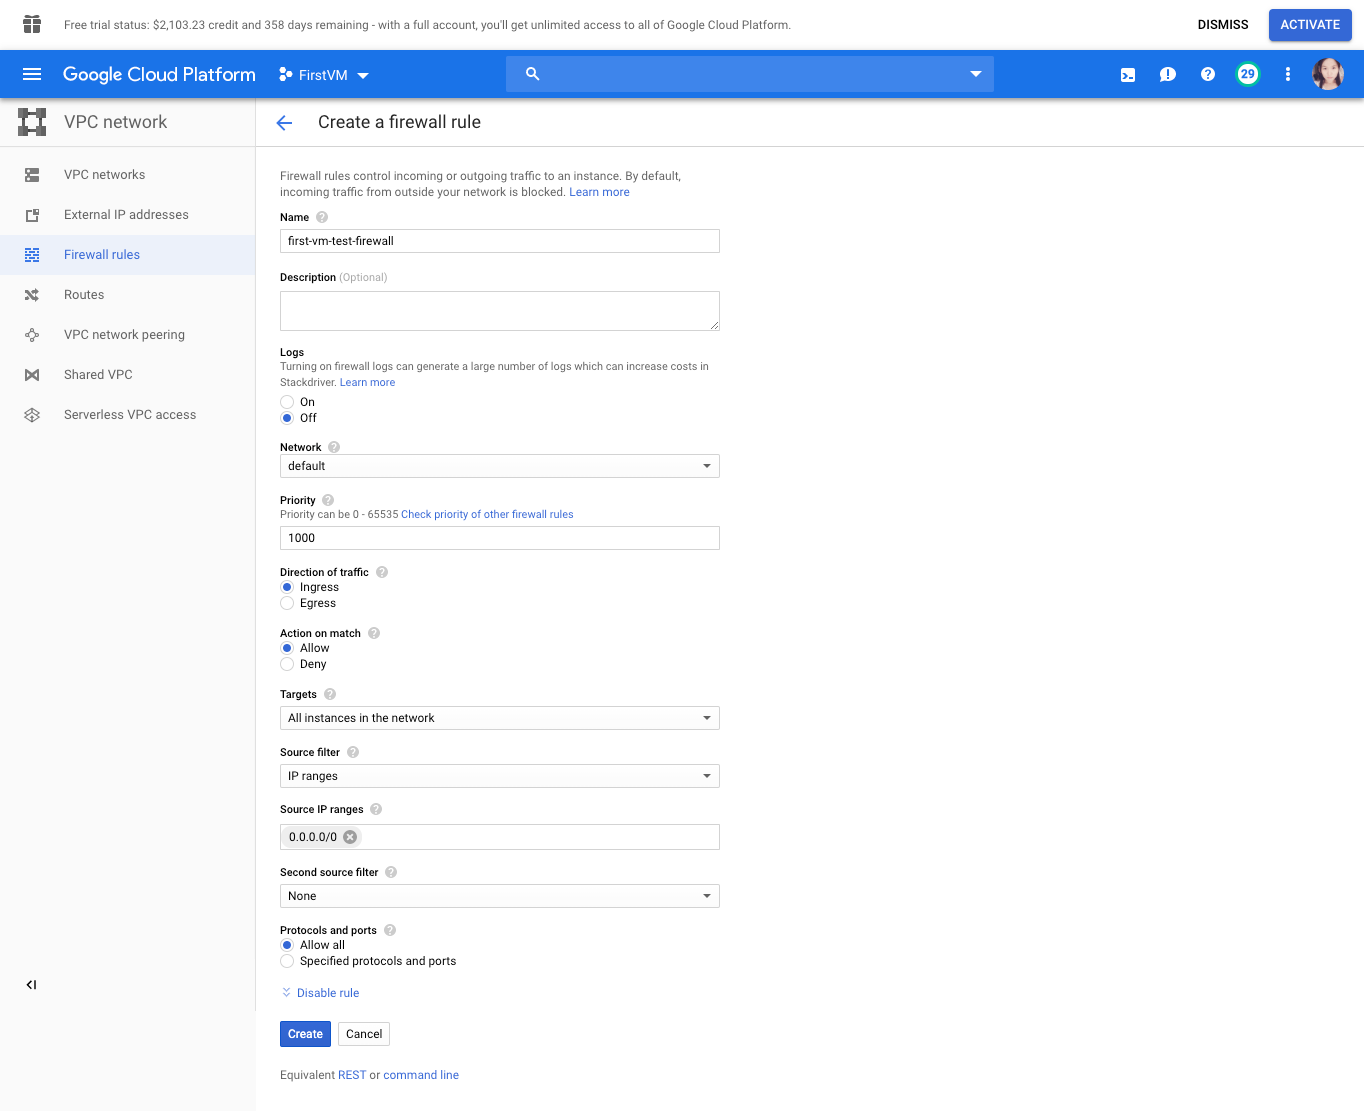 Free trial status: $2,103.23 credit and 358 days remaining - with a full account, you'll get unlimited access to all of Google Cloud Platform.
DISMISS
ACTIVATE
Google Cloud Platform
FirstVM
29
VPC network
VPC networks
External IP addresses
Firewall rules
Routes
VPC network peering
Shared VPC
Serverless VPC access
Create a firewall rule
Firewall rules control incoming or outgoing traffic to an instance. By default,
incoming traffic from outside your network is blocked. Learn more
Name
first-vm-test-firewall
Description (Optional)
Logs
Turning on firewall logs can generate a large number of logs which can increase costs in
Stackdriver. Learn more
On
Off
Network
default
Priority
Priority can be 0 - 65535 Check priority of other firewall rules
1000
Direction of traffic
Ingress
Egress
Action on match
Allow
Deny
Targets
All instances in the network
Source filter
IP ranges
Source IP ranges
0.0.0.0/0
Second source filter
None
Protocols and ports
Allow all
Specified protocols and ports
Disable rule
Create
Cancel
Equivalent REST or command line